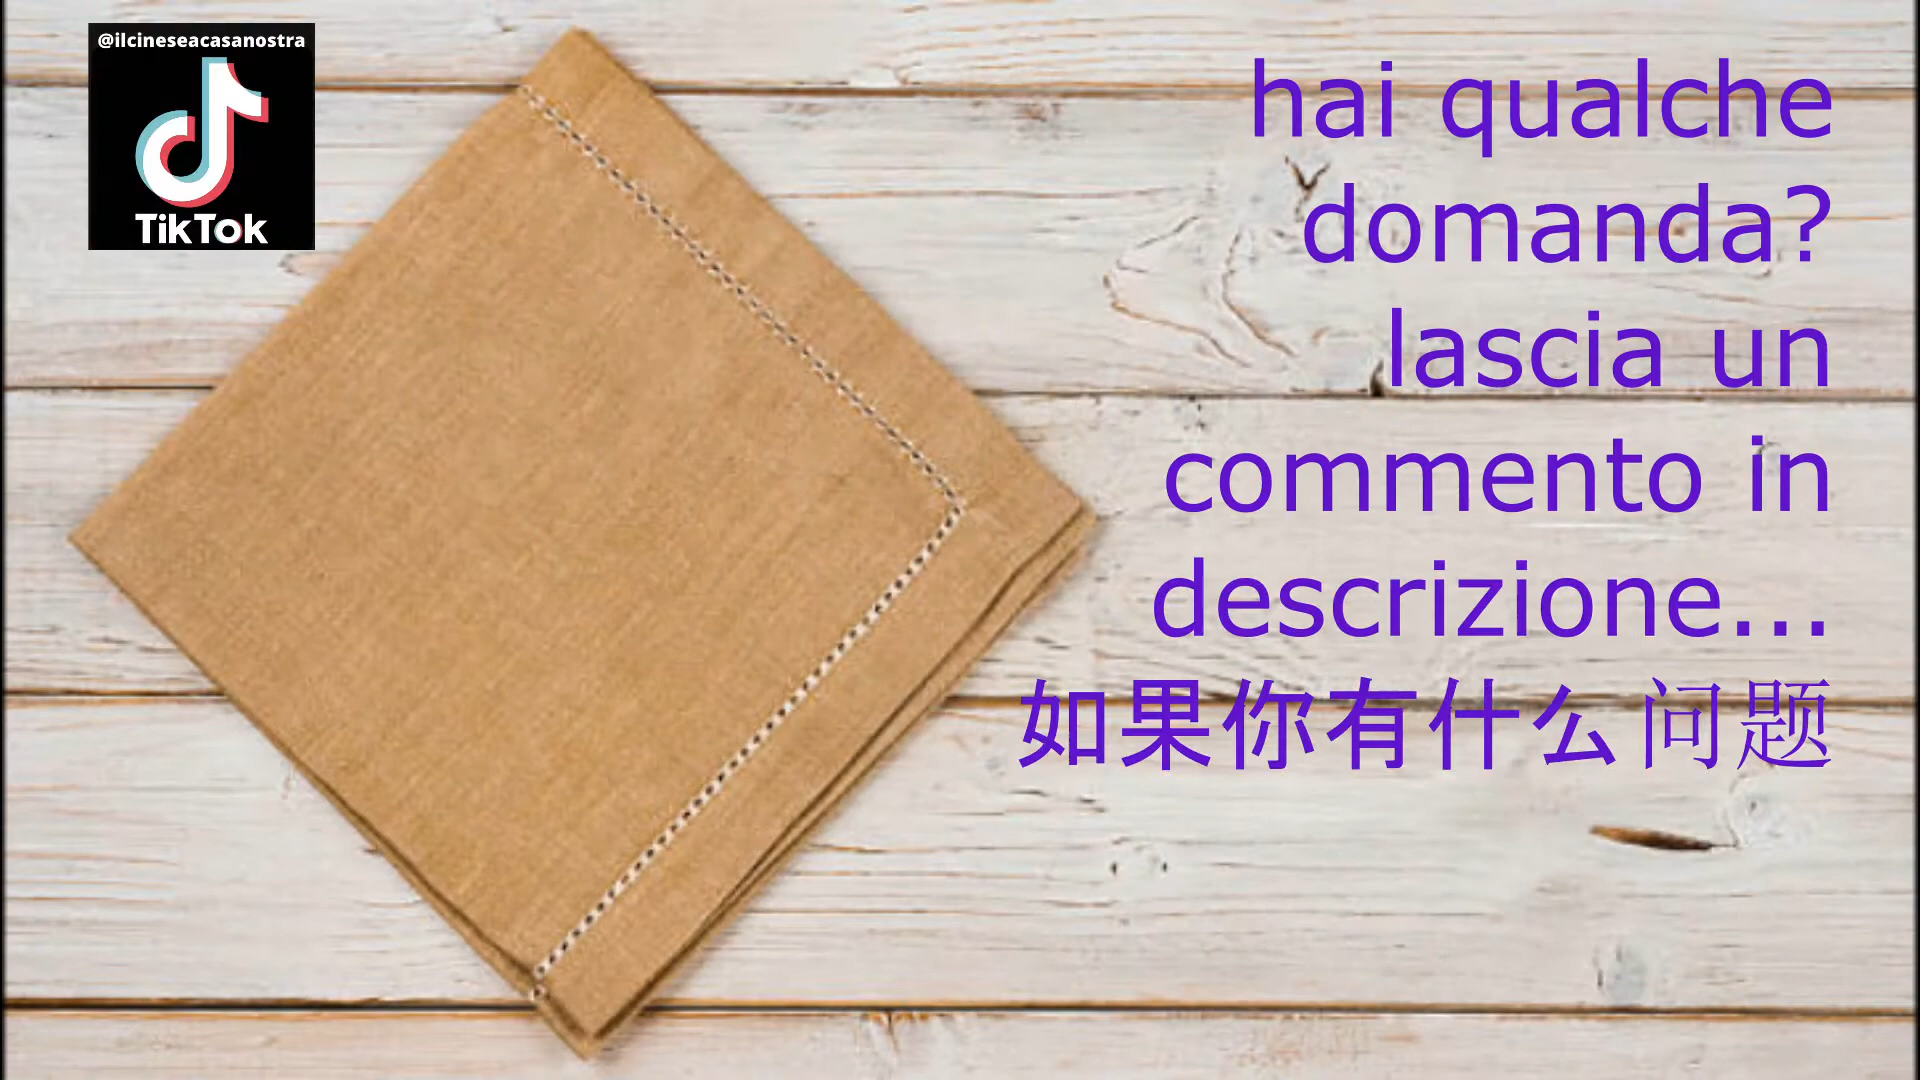 @ilcineseacasanostra
TikTok
hai qualche
domanda?
lascia un
commento in
descrizione...
如果你有什么问题